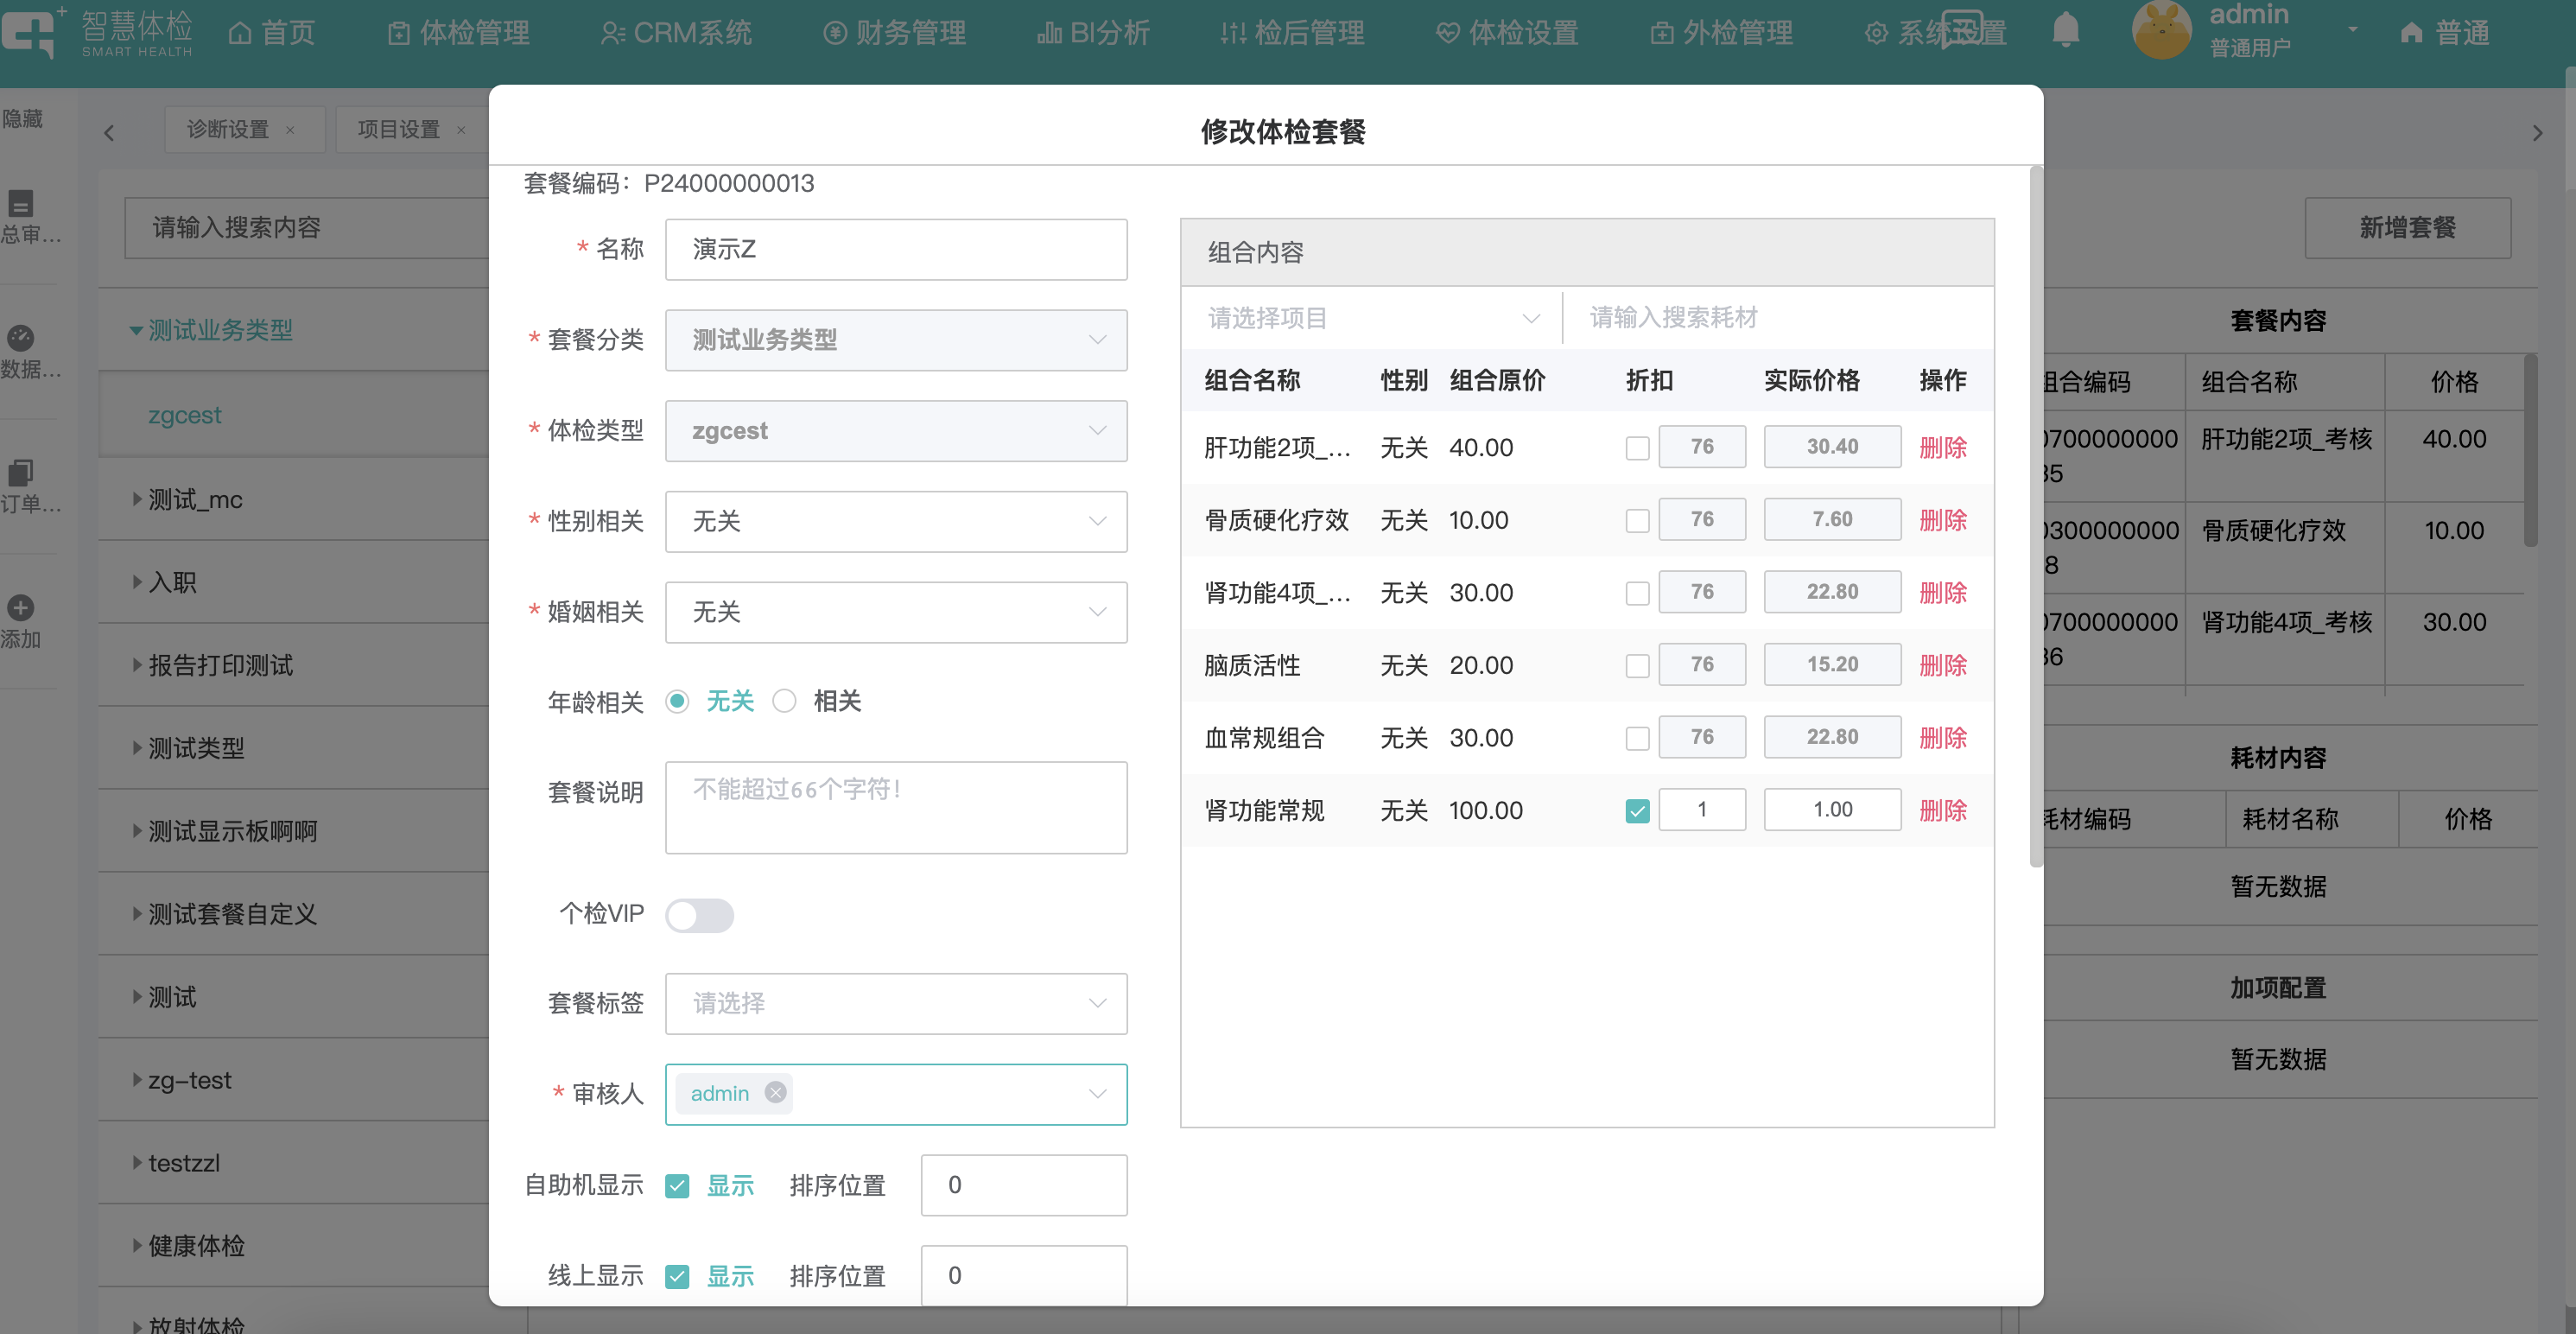 智慧体检
SMART HEALTH
首页
体检管理
CRM系统
财务管理
BI分析
检后管理
体检设置
外检管理
系统设置
admin
普通用户
普通
隐藏
总审...
数据...
订单...
添加
诊断设置 ×
项目设置 ×
请输入搜索内容
测试业务类型
zgcest
测试_mc
入职
报告打印测试
测试类型
测试显示板啊啊
测试套餐自定义
测试
zg-test
testzzl
健康体检
放射体检
修改体检套餐
套餐编码：P24000000013
* 名称 演示Z
* 套餐分类 测试业务类型
* 体检类型 zgcest
* 性别相关 无关
* 婚姻相关 无关
年龄相关 无关 相关
套餐说明 不能超过66个字符!
个检VIP
套餐标签 请选择
* 审核人 admin
自助机显示 显示 排序位置 0
线上显示 显示 排序位置 0
组合内容
请选择项目 请输入搜索耗材
组合名称 性别 组合原价 折扣 实际价格 操作
肝功能2项_... 无关 40.00 76 30.40 删除
骨质硬化疗效 无关 10.00 76 7.60 删除
肾功能4项_... 无关 30.00 76 22.80 删除
脑质活性 无关 20.00 76 15.20 删除
血常规组合 无关 30.00 76 22.80 删除
肾功能常规 无关 100.00 1 1.00 删除
新增套餐
套餐内容
组合编码 组合名称 价格
0700000000 肝功能2项_考核 40.00
35
0300000000 骨质硬化疗效 10.00
8
0700000000 肾功能4项_考核 30.00
36
耗材内容
耗材编码 耗材名称 价格
暂无数据
加项配置
暂无数据